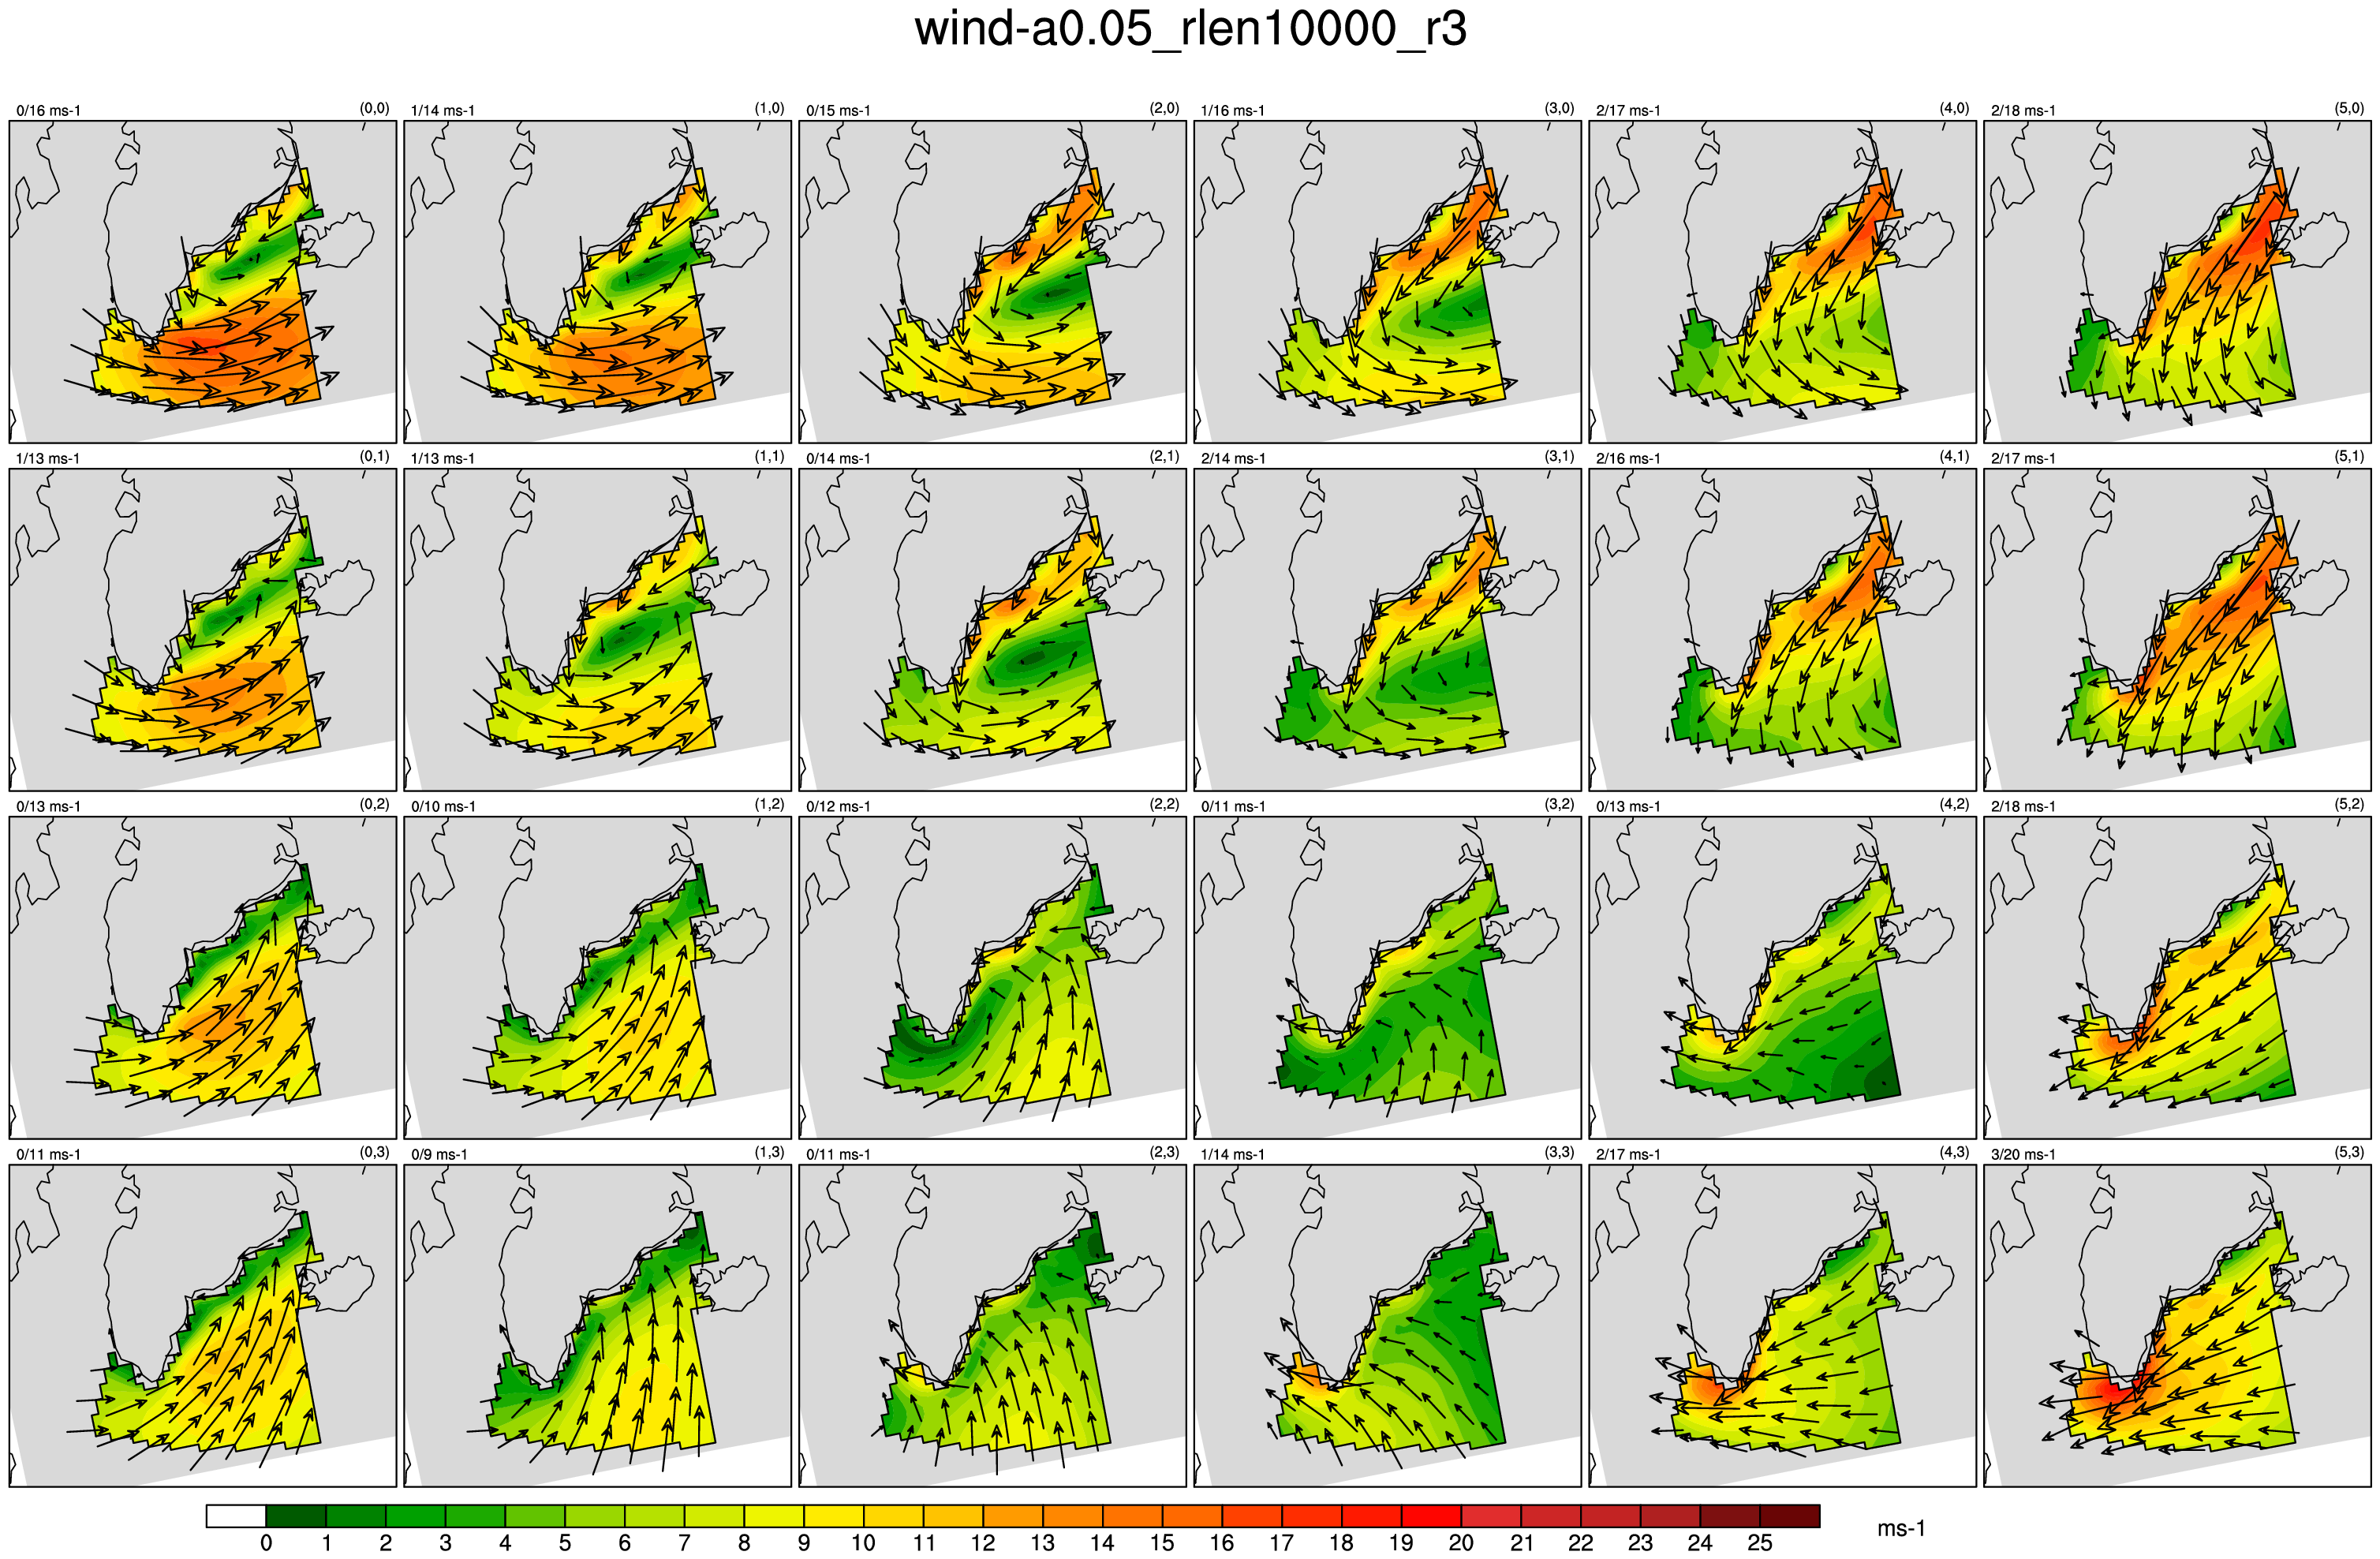 wind-a0.05_rlen10000_r3
0/16 ms-1 (0,0) 1/14 ms-1 (1,0) 0/15 ms-1 (2,0) 1/16 ms-1 (3,0) 2/17 ms-1 (4,0) 2/18 ms-1 (5,0)
1/13 ms-1 (0,1) 1/13 ms-1 (1,1) 0/14 ms-1 (2,1) 2/14 ms-1 (3,1) 2/16 ms-1 (4,1) 2/17 ms-1 (5,1)
0/13 ms-1 (0,2) 0/10 ms-1 (1,2) 0/12 ms-1 (2,2) 0/11 ms-1 (3,2) 0/13 ms-1 (4,2) 2/18 ms-1 (5,2)
0/11 ms-1 (0,3) 0/9 ms-1 (1,3) 0/11 ms-1 (2,3) 1/14 ms-1 (3,3) 2/17 ms-1 (4,3) 3/20 ms-1 (5,3)
0 1 2 3 4 5 6 7 8 9 10 11 12 13 14 15 16 17 18 19 20 21 22 23 24 25 ms-1